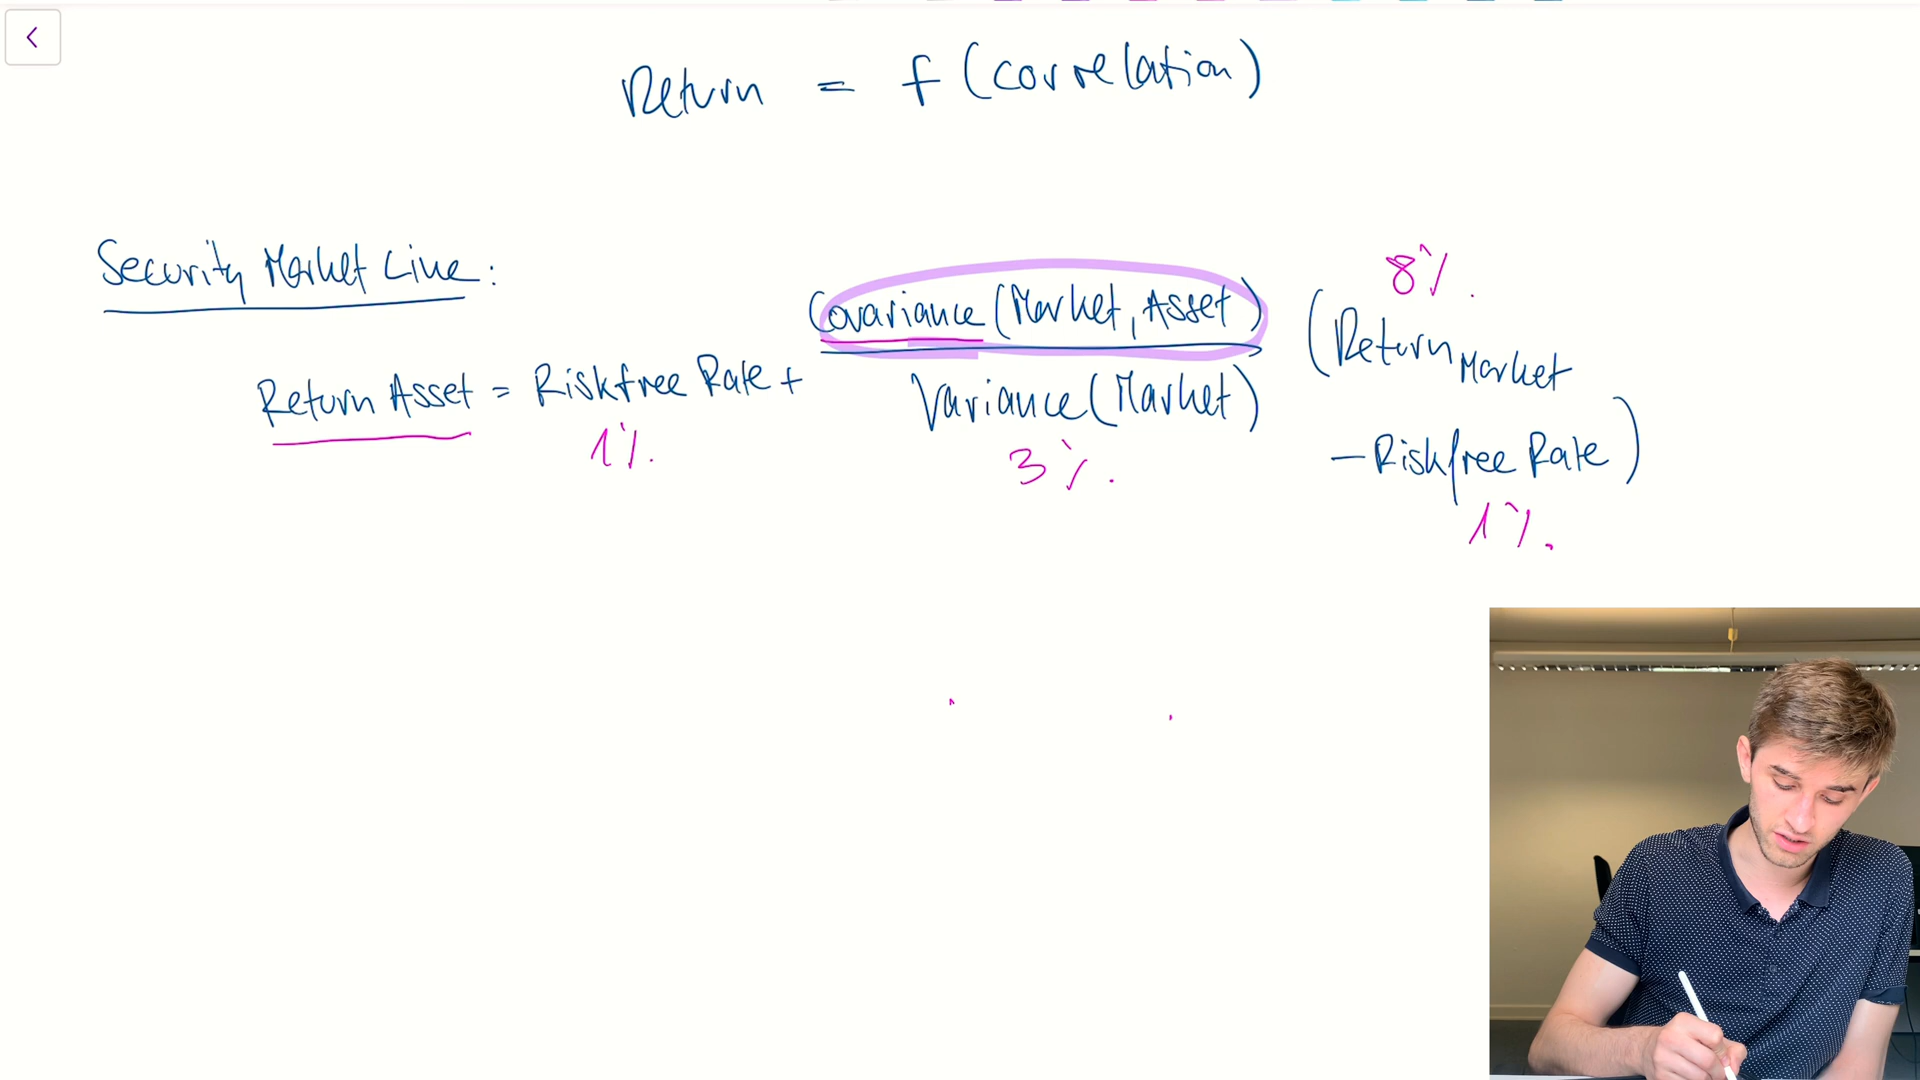 Return = f (correlation)
Security Market Line:
Return Asset = Riskfree Rate + Covariance (Market, Asset) (Return Market
Variance (Market) - Riskfree Rate)
8%.
1%.
3%.
1%.